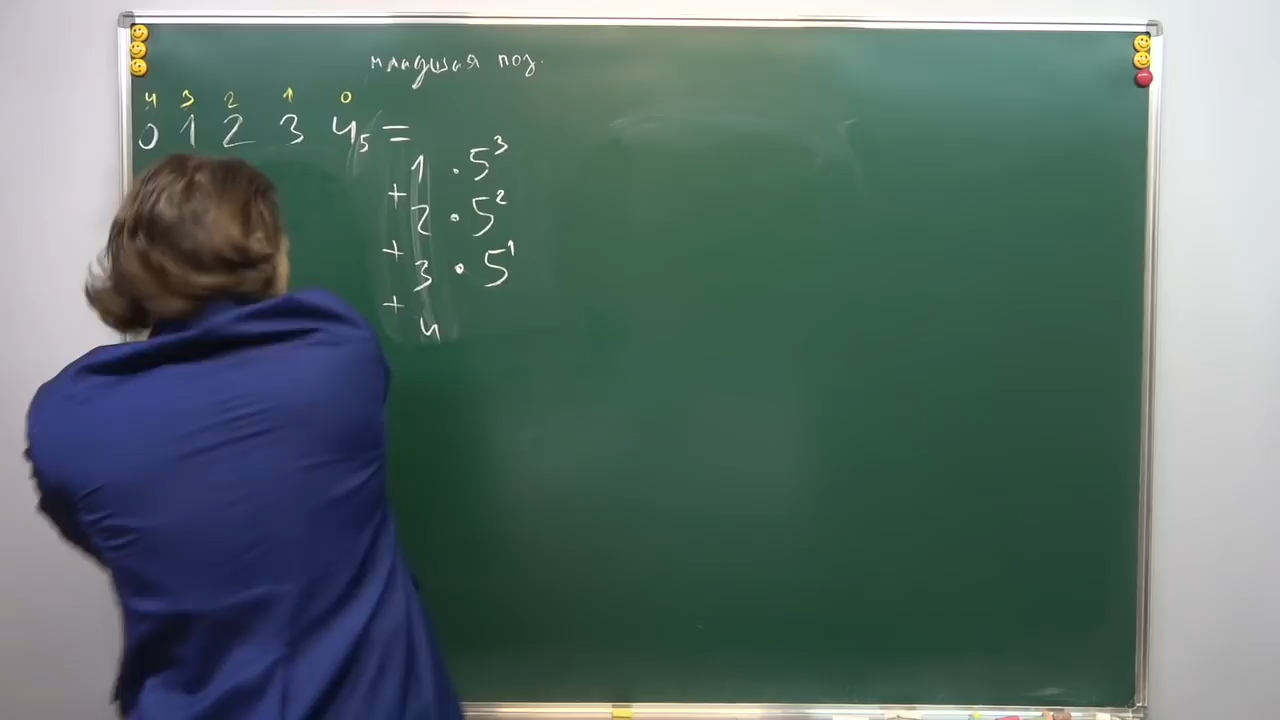 младшая поз.
4 3 2 1 0
0 1 2 3 4₅ =
1 · 5³
+
2 · 5²
+
3 · 5¹
+
4